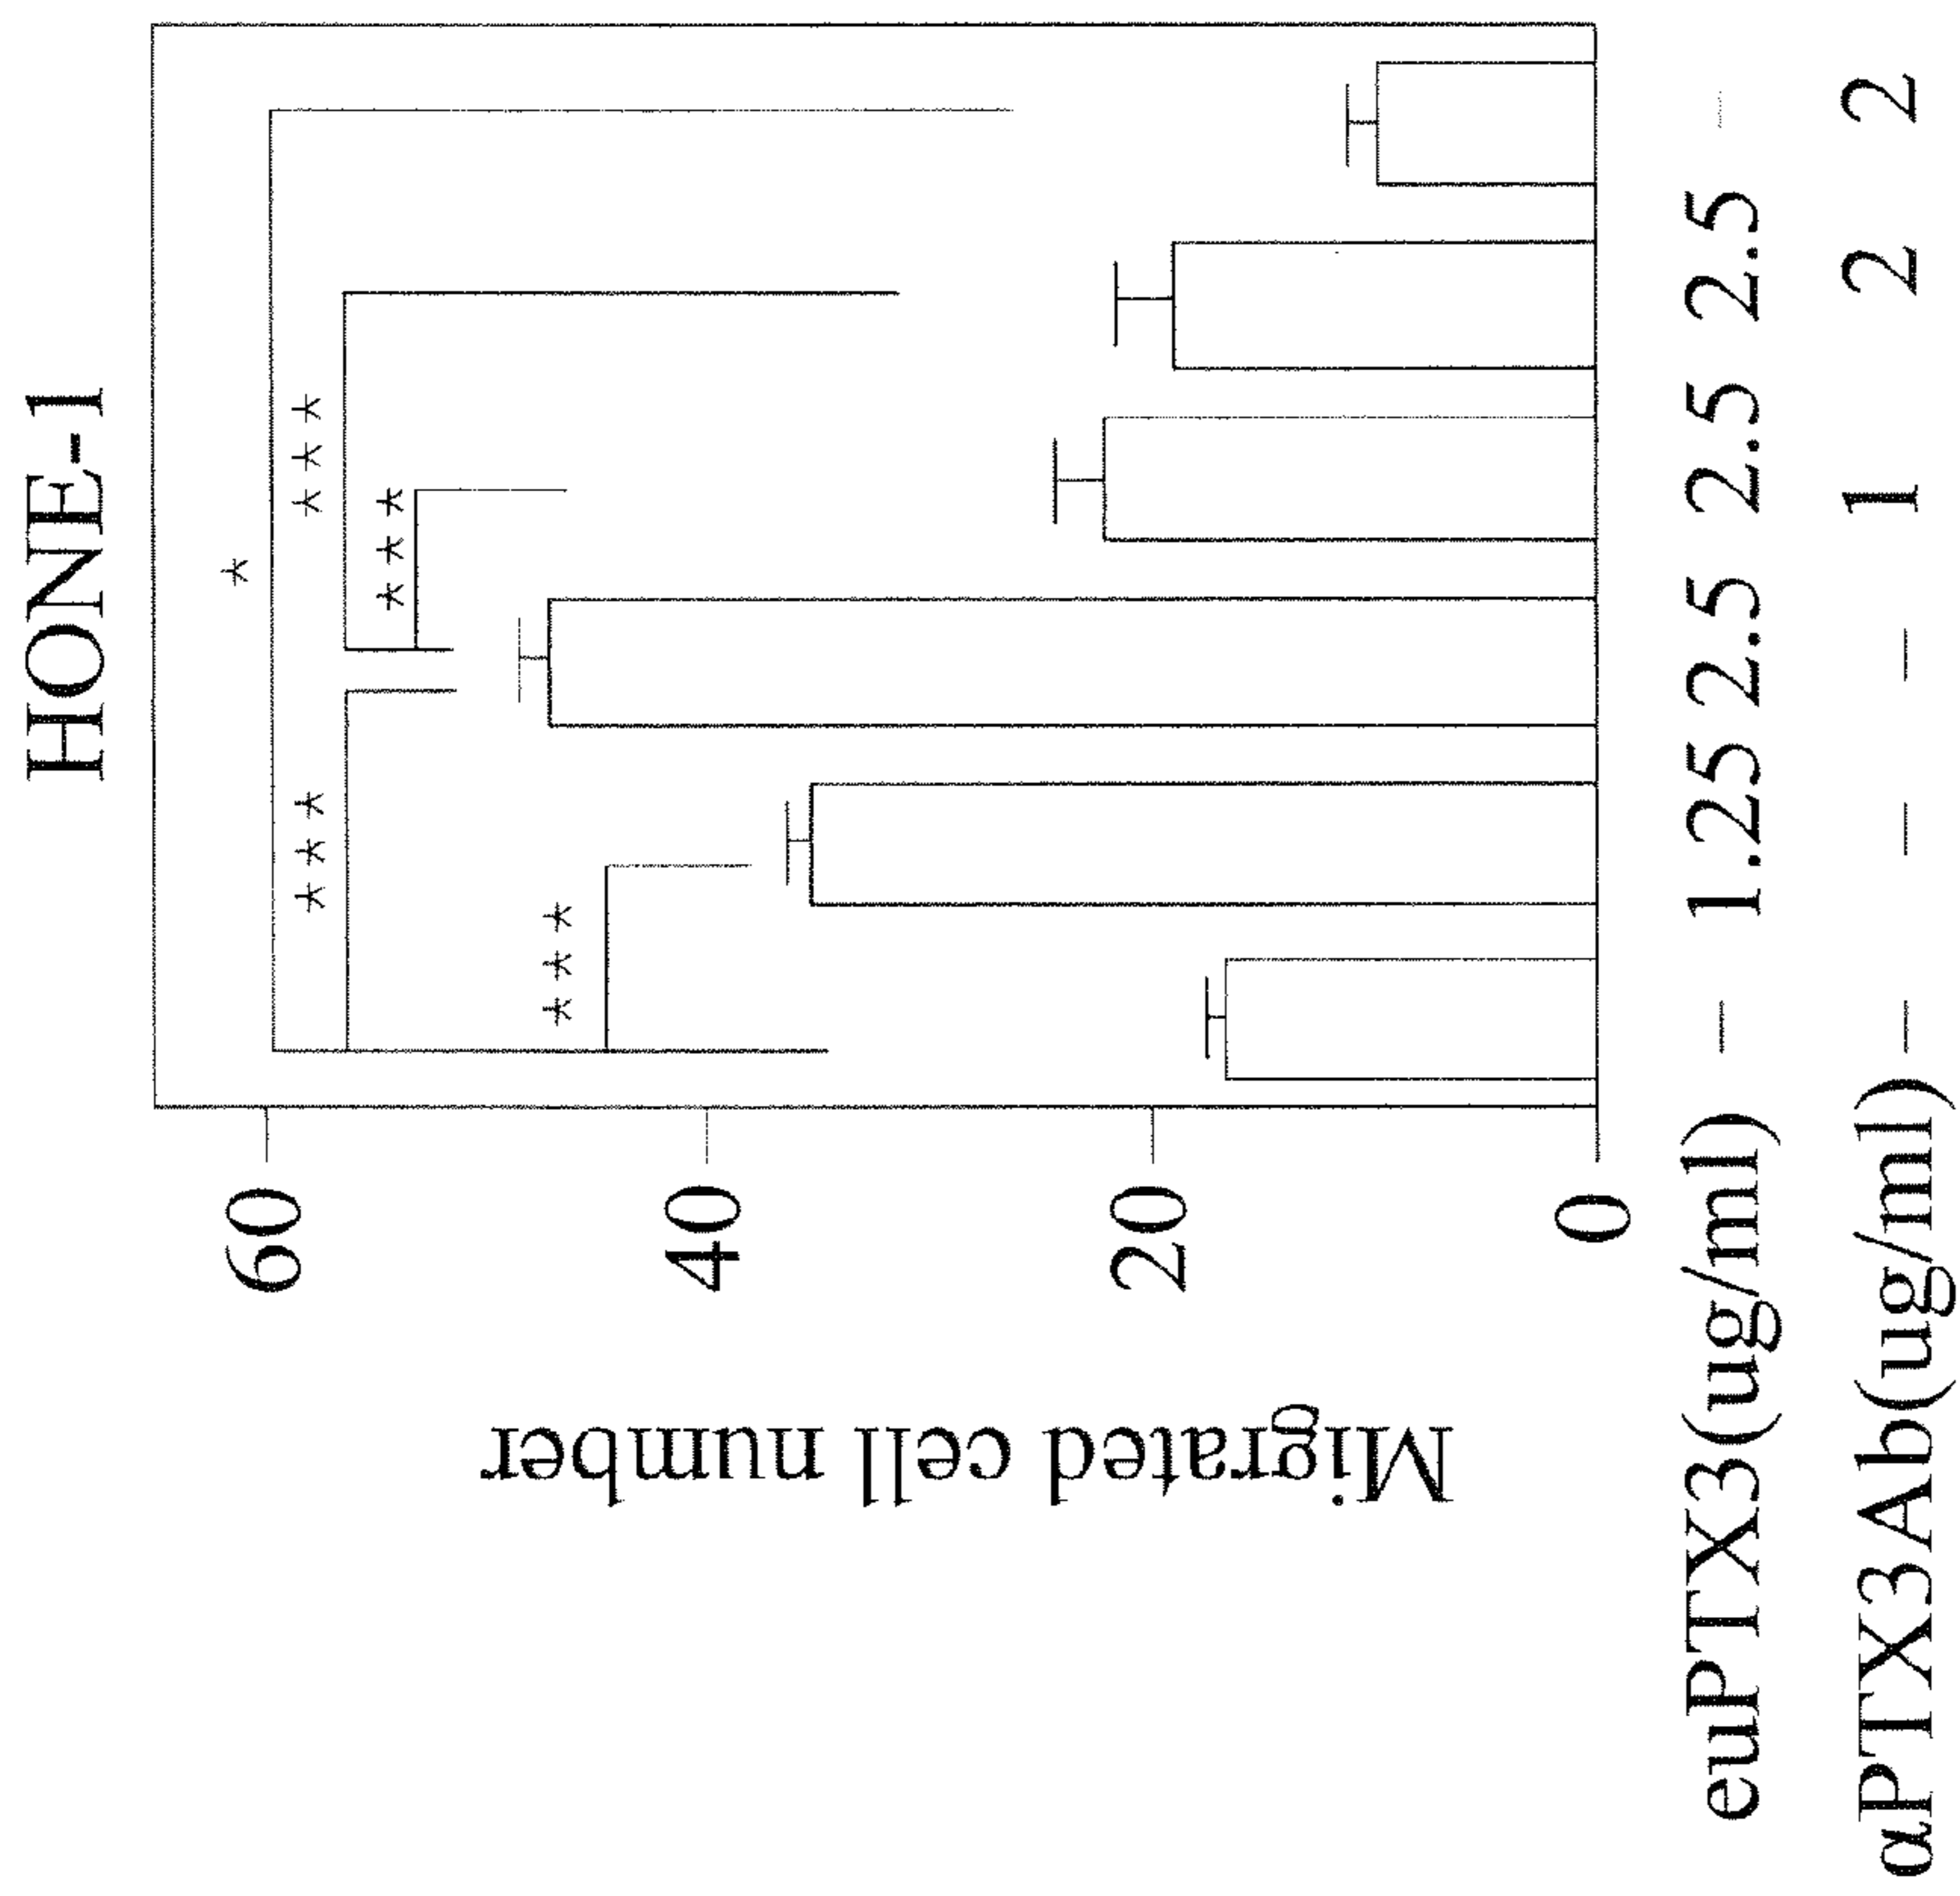 HONE-1
***
***
*
***
***
60
40
20
0
Migrated cell number
euPTX3(ug/ml) – 1.25 2.5 2.5 2.5 –
αPTX3Ab(ug/ml) – – – 1 2 2